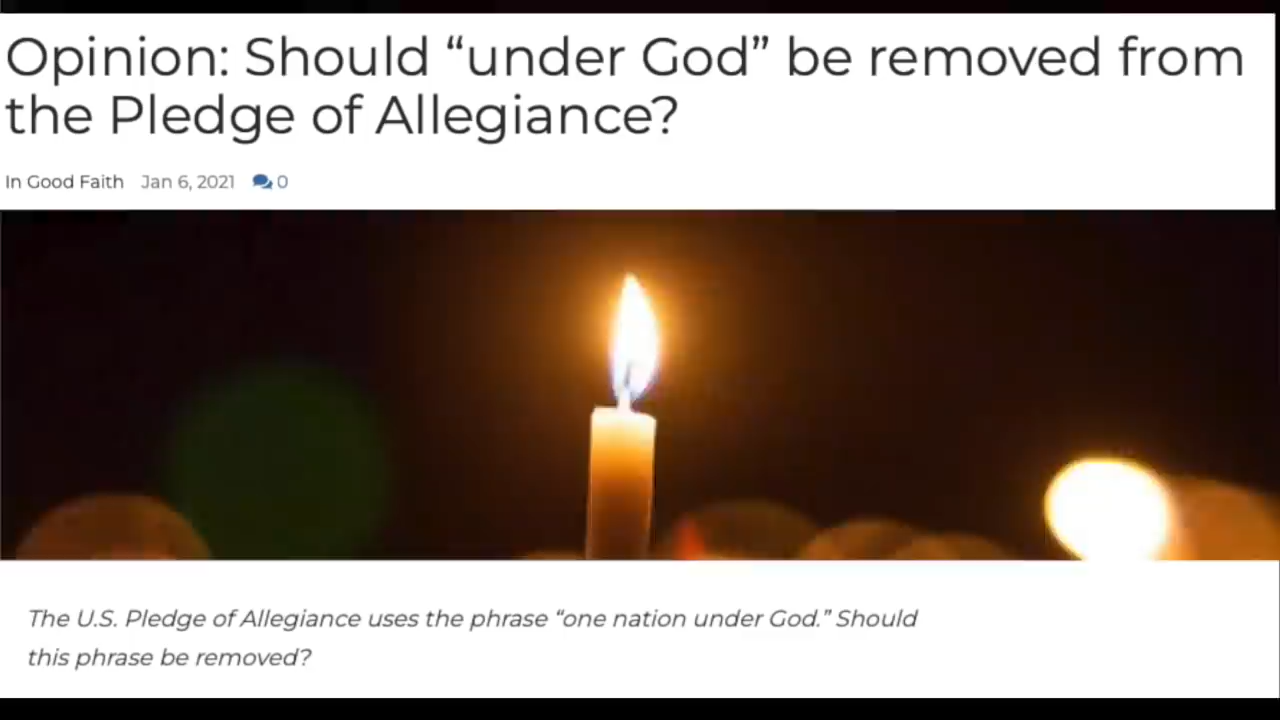 Opinion: Should “under God” be removed from
the Pledge of Allegiance?
In Good Faith Jan 6, 2021 0
The U.S. Pledge of Allegiance uses the phrase “one nation under God.” Should
this phrase be removed?